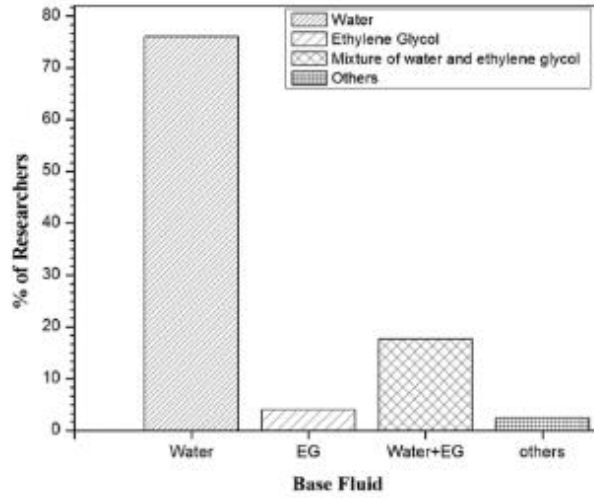 80
70
60
50
40
30
20
10
0
% of Researchers
Water
Ethylene Glycol
Mixture of water and ethylene glycol
Others
Water
EG
Water+EG
others
Base Fluid